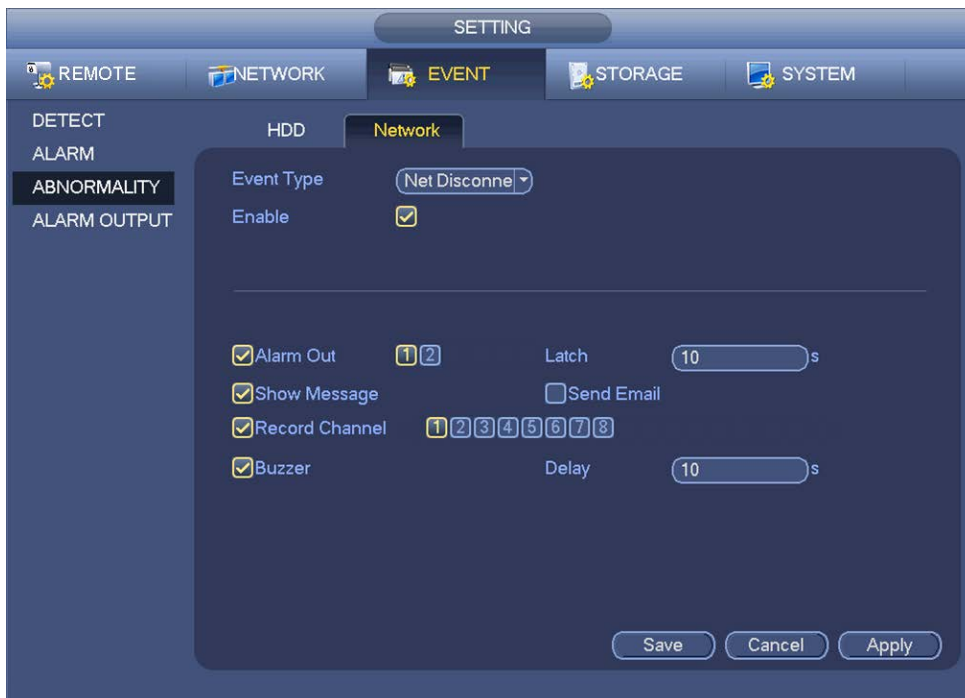 SETTING
REMOTE NETWORK EVENT STORAGE SYSTEM
DETECT
ALARM
ABNORMALITY
ALARM OUTPUT
HDD Network
Event Type Net Disconne
Enable
Alarm Out 1 2 Latch 10 s
Show Message Send Email
Record Channel 1 2 3 4 5 6 7 8
Buzzer Delay 10 s
Save Cancel Apply